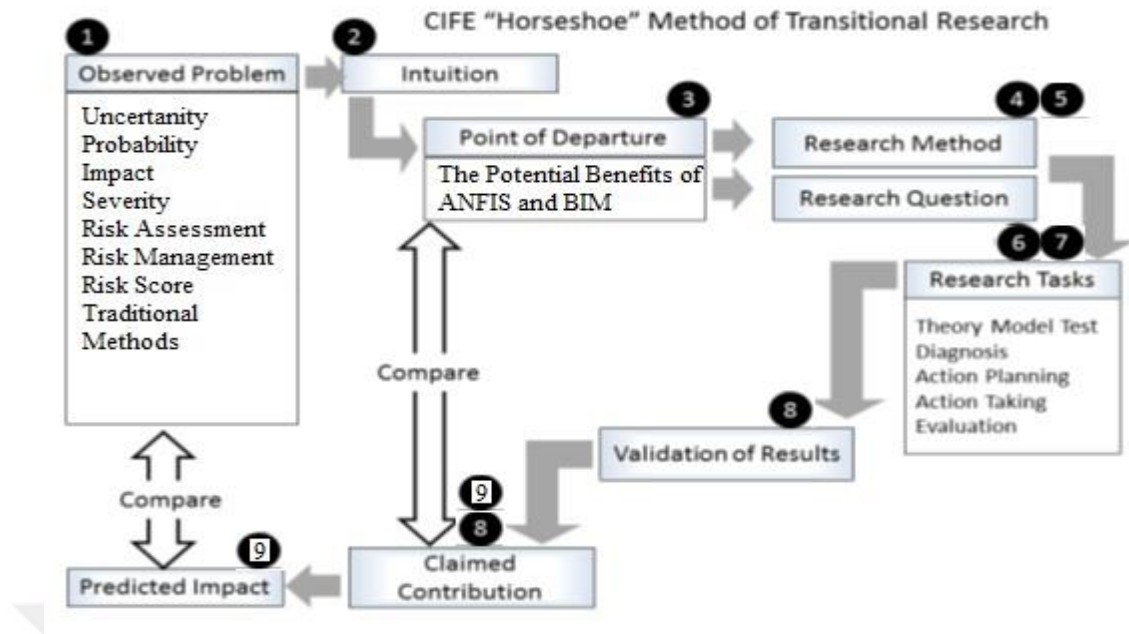 CIFE “Horseshoe” Method of Transitional Research
1
Observed Problem
Uncertanity
Probability
Impact
Severity
Risk Assessment
Risk Management
Risk Score
Traditional
Methods
2
Intuition
3
Point of Departure
The Potential Benefits of
ANFIS and BIM
4 5
Research Method
Research Question
6 7
Research Tasks
Theory Model Test
Diagnosis
Action Planning
Action Taking
Evaluation
Compare
8
Validation of Results
Compare
9
8
Claimed
Contribution
9
Predicted Impact